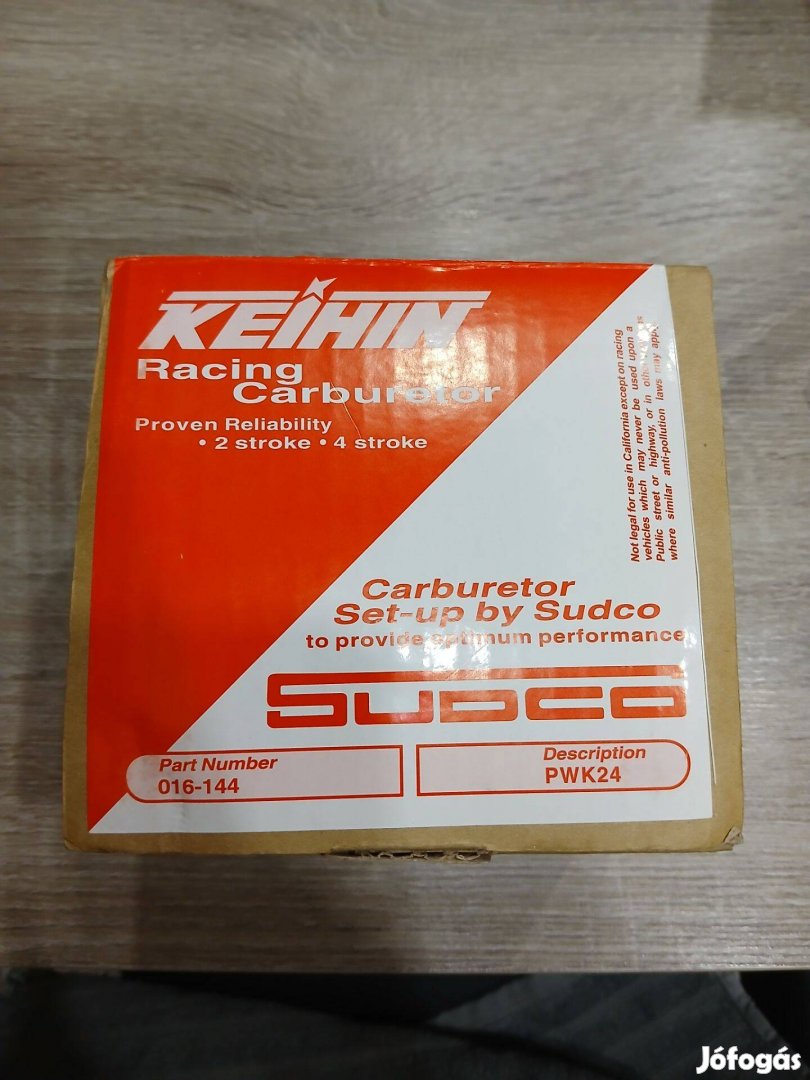 KEIHIN
Racing
Carburetor
Proven Reliability
• 2 stroke • 4 stroke
Not legal for use in California except on racing
vehicles which may never be used upon a
Public street or highway, or in
where similar anti-pollution laws may apply
Carburetor
Set-up by Sudco
to provide optimum performance
SUDCO
Part Number
016-144
Description
PWK24
Jófogás